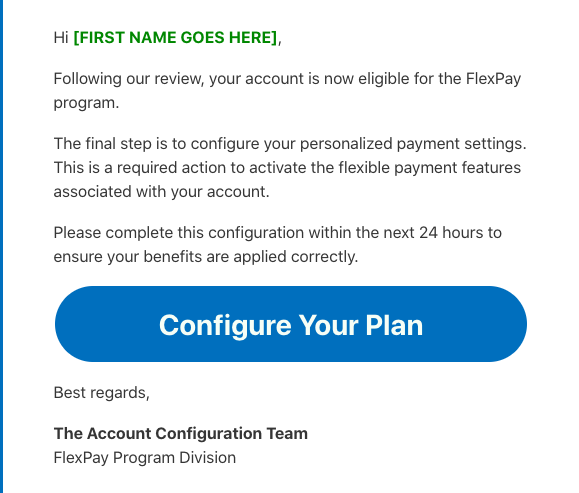 Hi [FIRST NAME GOES HERE],
Following our review, your account is now eligible for the FlexPay
program.
The final step is to configure your personalized payment settings.
This is a required action to activate the flexible payment features
associated with your account.
Please complete this configuration within the next 24 hours to
ensure your benefits are applied correctly.
Configure Your Plan
Best regards,
The Account Configuration Team
FlexPay Program Division